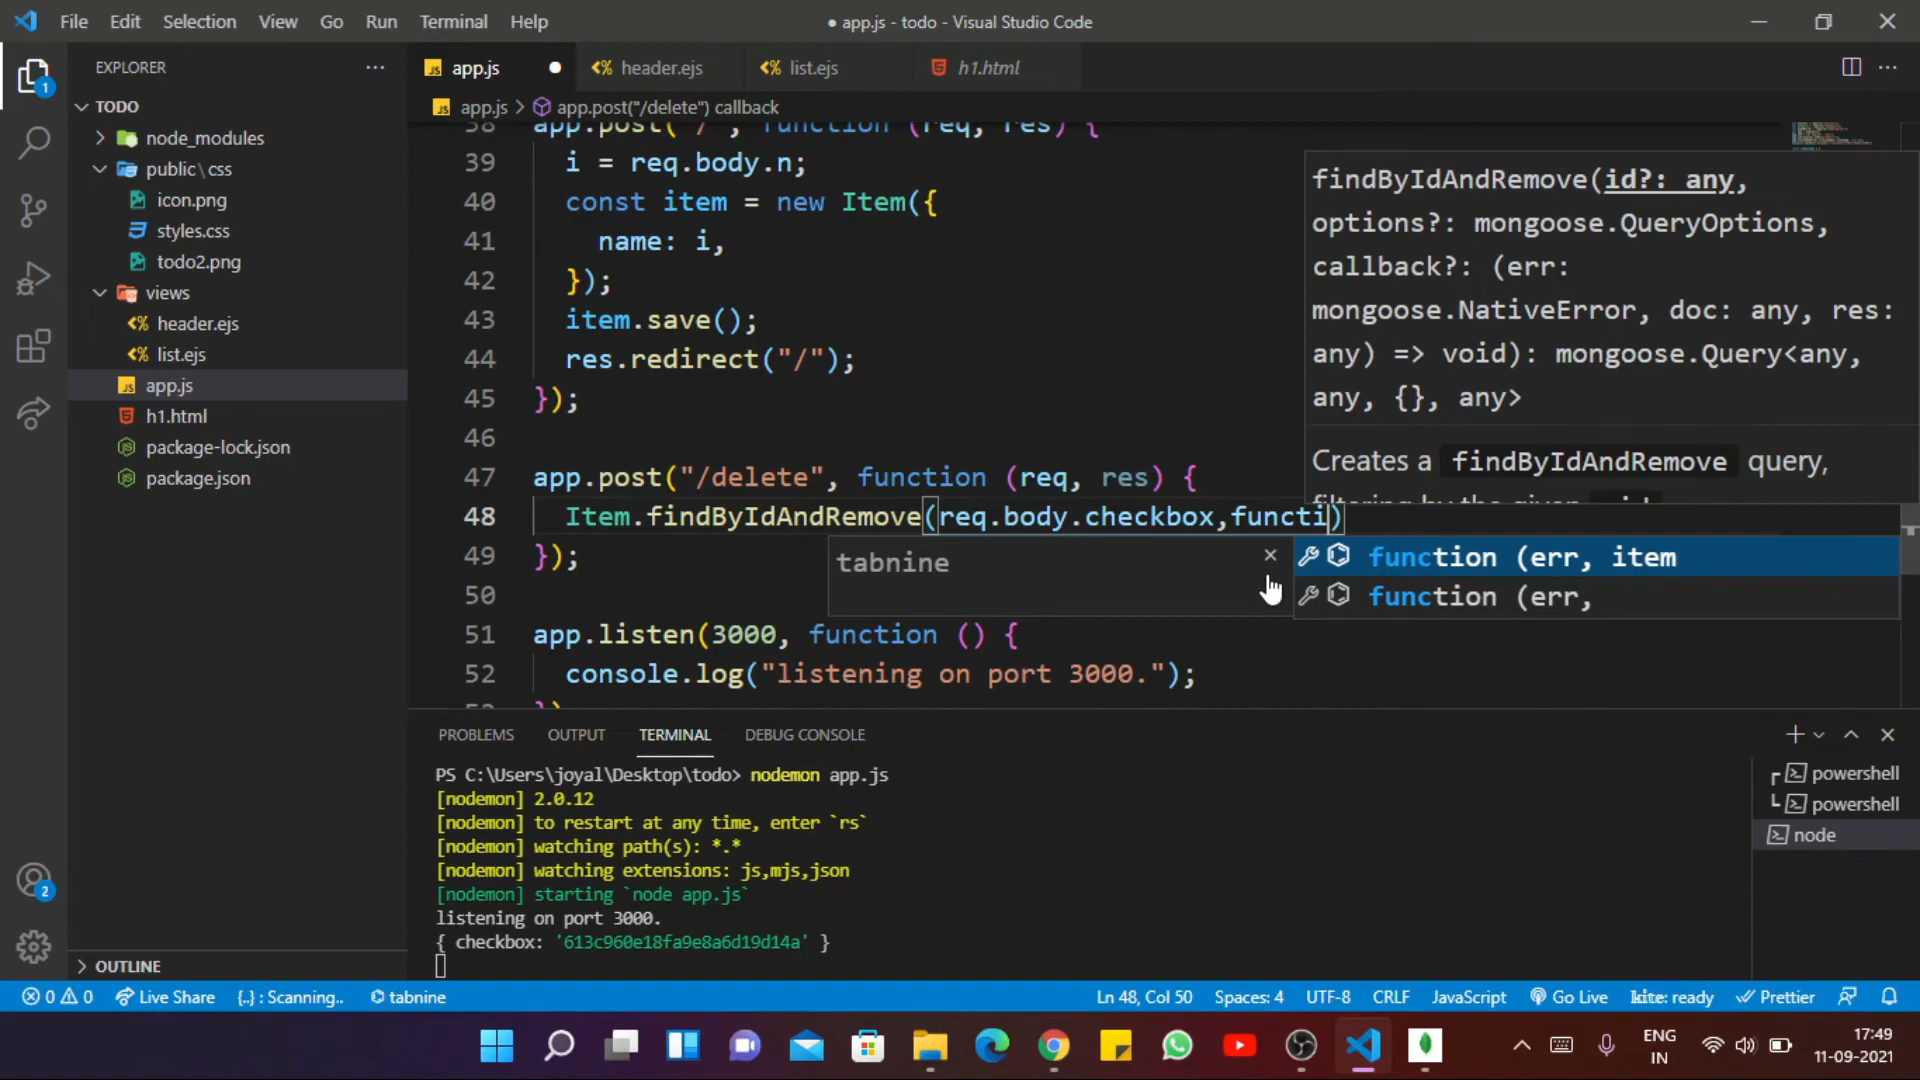 File Edit Selection View Go Run Terminal Help
● app.js - todo - Visual Studio Code
EXPLORER
TODO
node_modules
public\css
icon.png
styles.css
todo2.png
views
header.ejs
list.ejs
app.js
h1.html
package-lock.json
package.json
OUTLINE
app.js header.ejs list.ejs h1.html
app.js > app.post("/delete") callback
38 app.post("/", function (req, res) {
39 i = req.body.n;
40 const item = new Item({
41 name: i,
42 });
43 item.save();
44 res.redirect("/");
45 });
46
47 app.post("/delete", function (req, res) {
48 Item.findByIdAndRemove(req.body.checkbox,functi)
49 });
50
51 app.listen(3000, function () {
52 console.log("listening on port 3000.");
findByIdAndRemove(id?: any,
options?: mongoose.QueryOptions,
callback?: (err:
mongoose.NativeError, doc: any, res:
any) => void): mongoose.Query<any,
any, {}, any>
Creates a findByIdAndRemove query,
tabnine
function (err, item
function (err,
PROBLEMS OUTPUT TERMINAL DEBUG CONSOLE
PS C:\Users\joyal\Desktop\todo> nodemon app.js
[nodemon] 2.0.12
[nodemon] to restart at any time, enter `rs`
[nodemon] watching path(s): *.*
[nodemon] watching extensions: js,mjs,json
[nodemon] starting `node app.js`
listening on port 3000.
{ checkbox: '613c960e18fa9e8a6d19d14a' }
powershell
powershell
node
1
2
0 0 Live Share {..} : Scanning.. tabnine
Ln 48, Col 50 Spaces: 4 UTF-8 CRLF JavaScript Go Live kite: ready Prettier
ENG
IN
17:49
11-09-2021